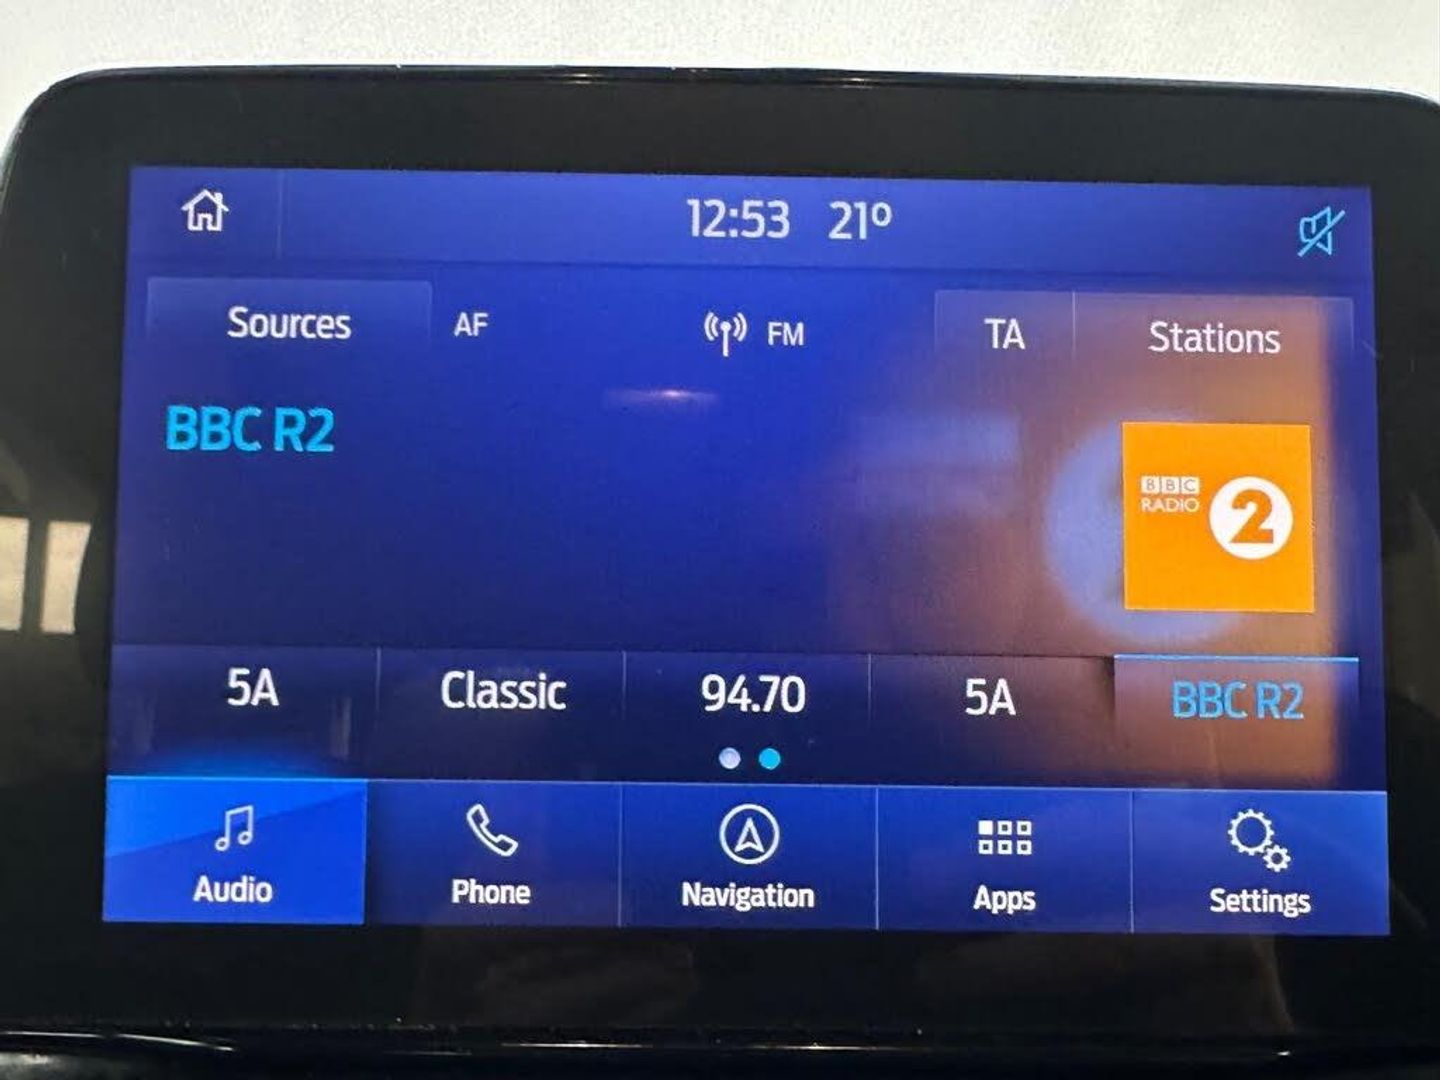 12:53 21°
Sources AF FM TA Stations
BBC R2
BBC
RADIO 2
5A Classic 94.70 5A BBC R2
Audio Phone Navigation Apps Settings